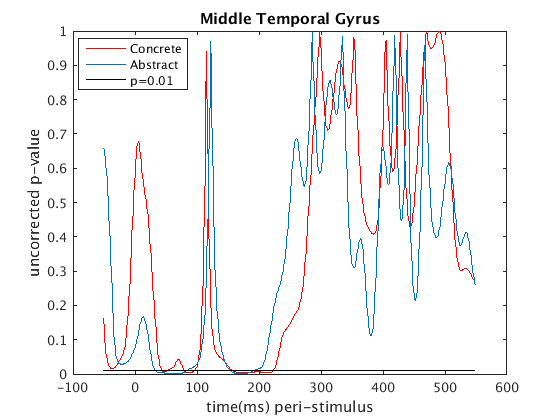 Middle Temporal Gyrus
Concrete
Abstract
p=0.01
uncorrected p-value
1
0.9
0.8
0.7
0.6
0.5
0.4
0.3
0.2
0.1
0
-100 0 100 200 300 400 500 600
time(ms) peri-stimulus